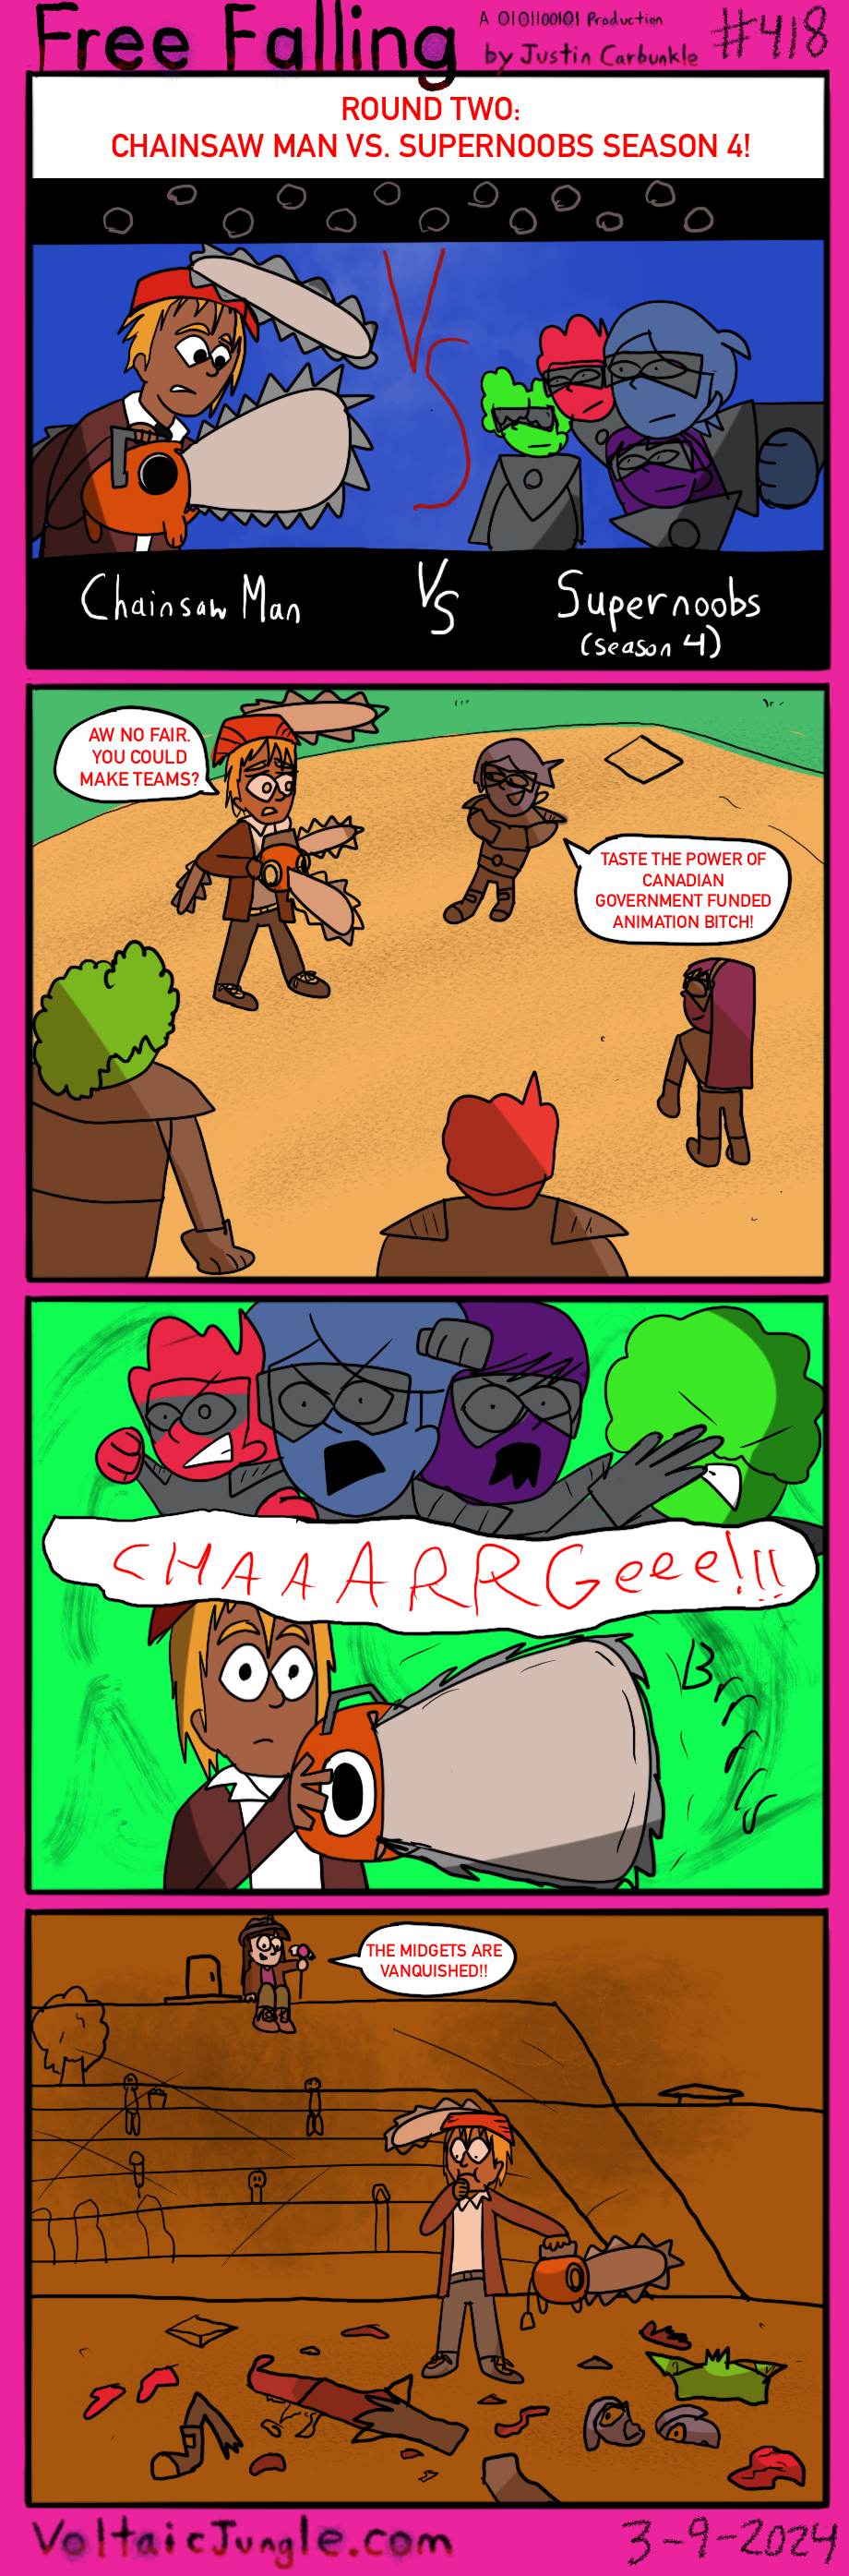 Free Falling
A 0101100101 Production
by Justin Carbunkle
#418
ROUND TWO:
CHAINSAW MAN VS. SUPERNOOBS SEASON 4!
VS
Chainsaw Man
VS
Supernoobs
(season 4)
AW NO FAIR.
YOU COULD
MAKE TEAMS?
TASTE THE POWER OF
CANADIAN
GOVERNMENT FUNDED
ANIMATION BITCH!
CHAAARRGeee!!!
Brrrr
THE MIDGETS ARE
VANQUISHED!!
VoltaicJungle.com
3-9-2024